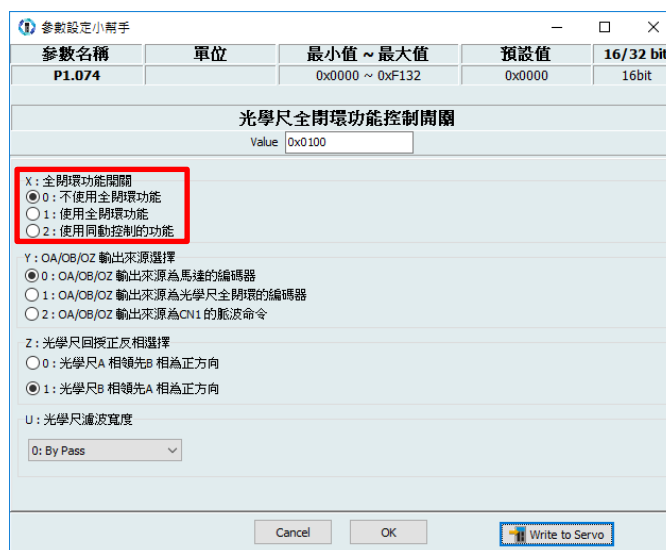 參數設定小幫手
參數名稱 單位 最小值 ~ 最大值 預設值 16/32 bit
P1.074 0x0000 ~ 0xF132 0x0000 16bit
光學尺全閉環功能控制開關
Value 0x0100
X : 全閉環功能開關
0 : 不使用全閉環功能
1 : 使用全閉環功能
2 : 使用同動控制的功能
Y : OA/OB/OZ 輸出來源選擇
0 : OA/OB/OZ 輸出來源為馬達的編碼器
1 : OA/OB/OZ 輸出來源為光學尺全閉環的編碼器
2 : OA/OB/OZ 輸出來源為CN1 的脈波命令
Z : 光學尺回授正反相選擇
0 : 光學尺A 相領先B 相為正方向
1 : 光學尺B 相領先A 相為正方向
U : 光學尺濾波寬度
0: By Pass
Cancel OK Write to Servo